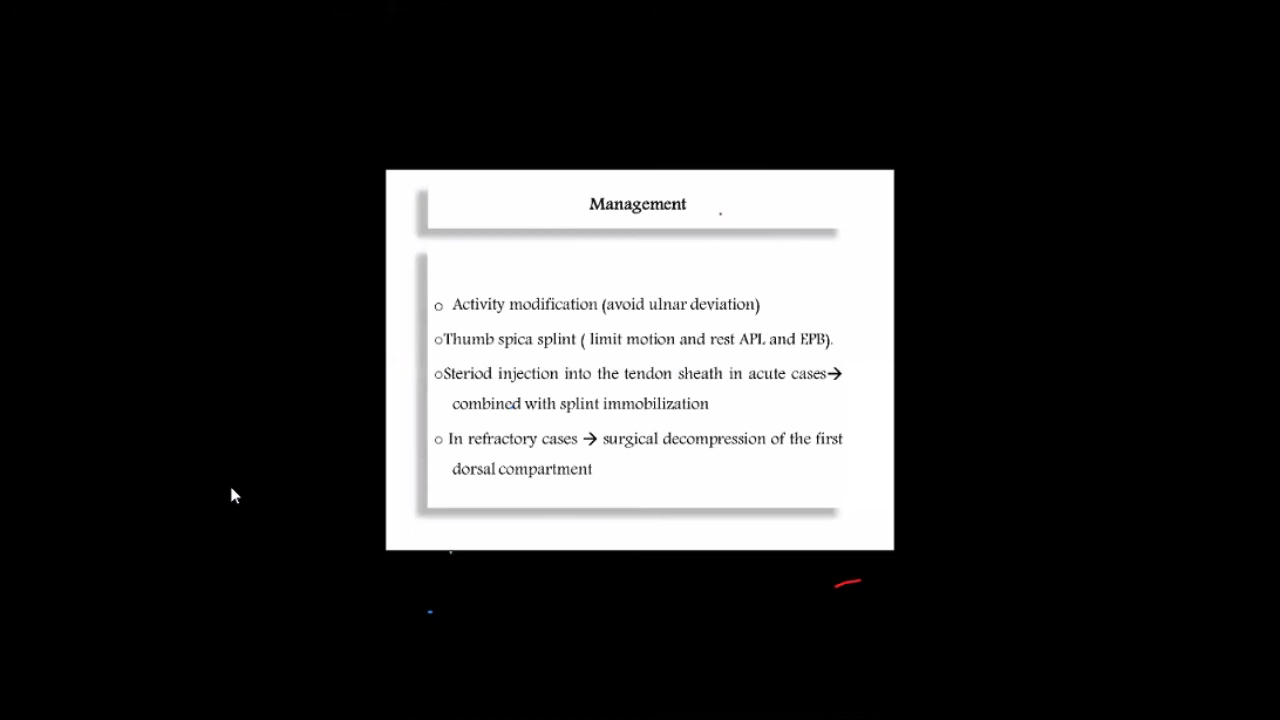 Management
o Activity modification (avoid ulnar deviation)
oThumb spica splint ( limit motion and rest APL and EPB).
oSteriod injection into the tendon sheath in acute cases→
combined with splint immobilization
o In refractory cases → surgical decompression of the first
dorsal compartment